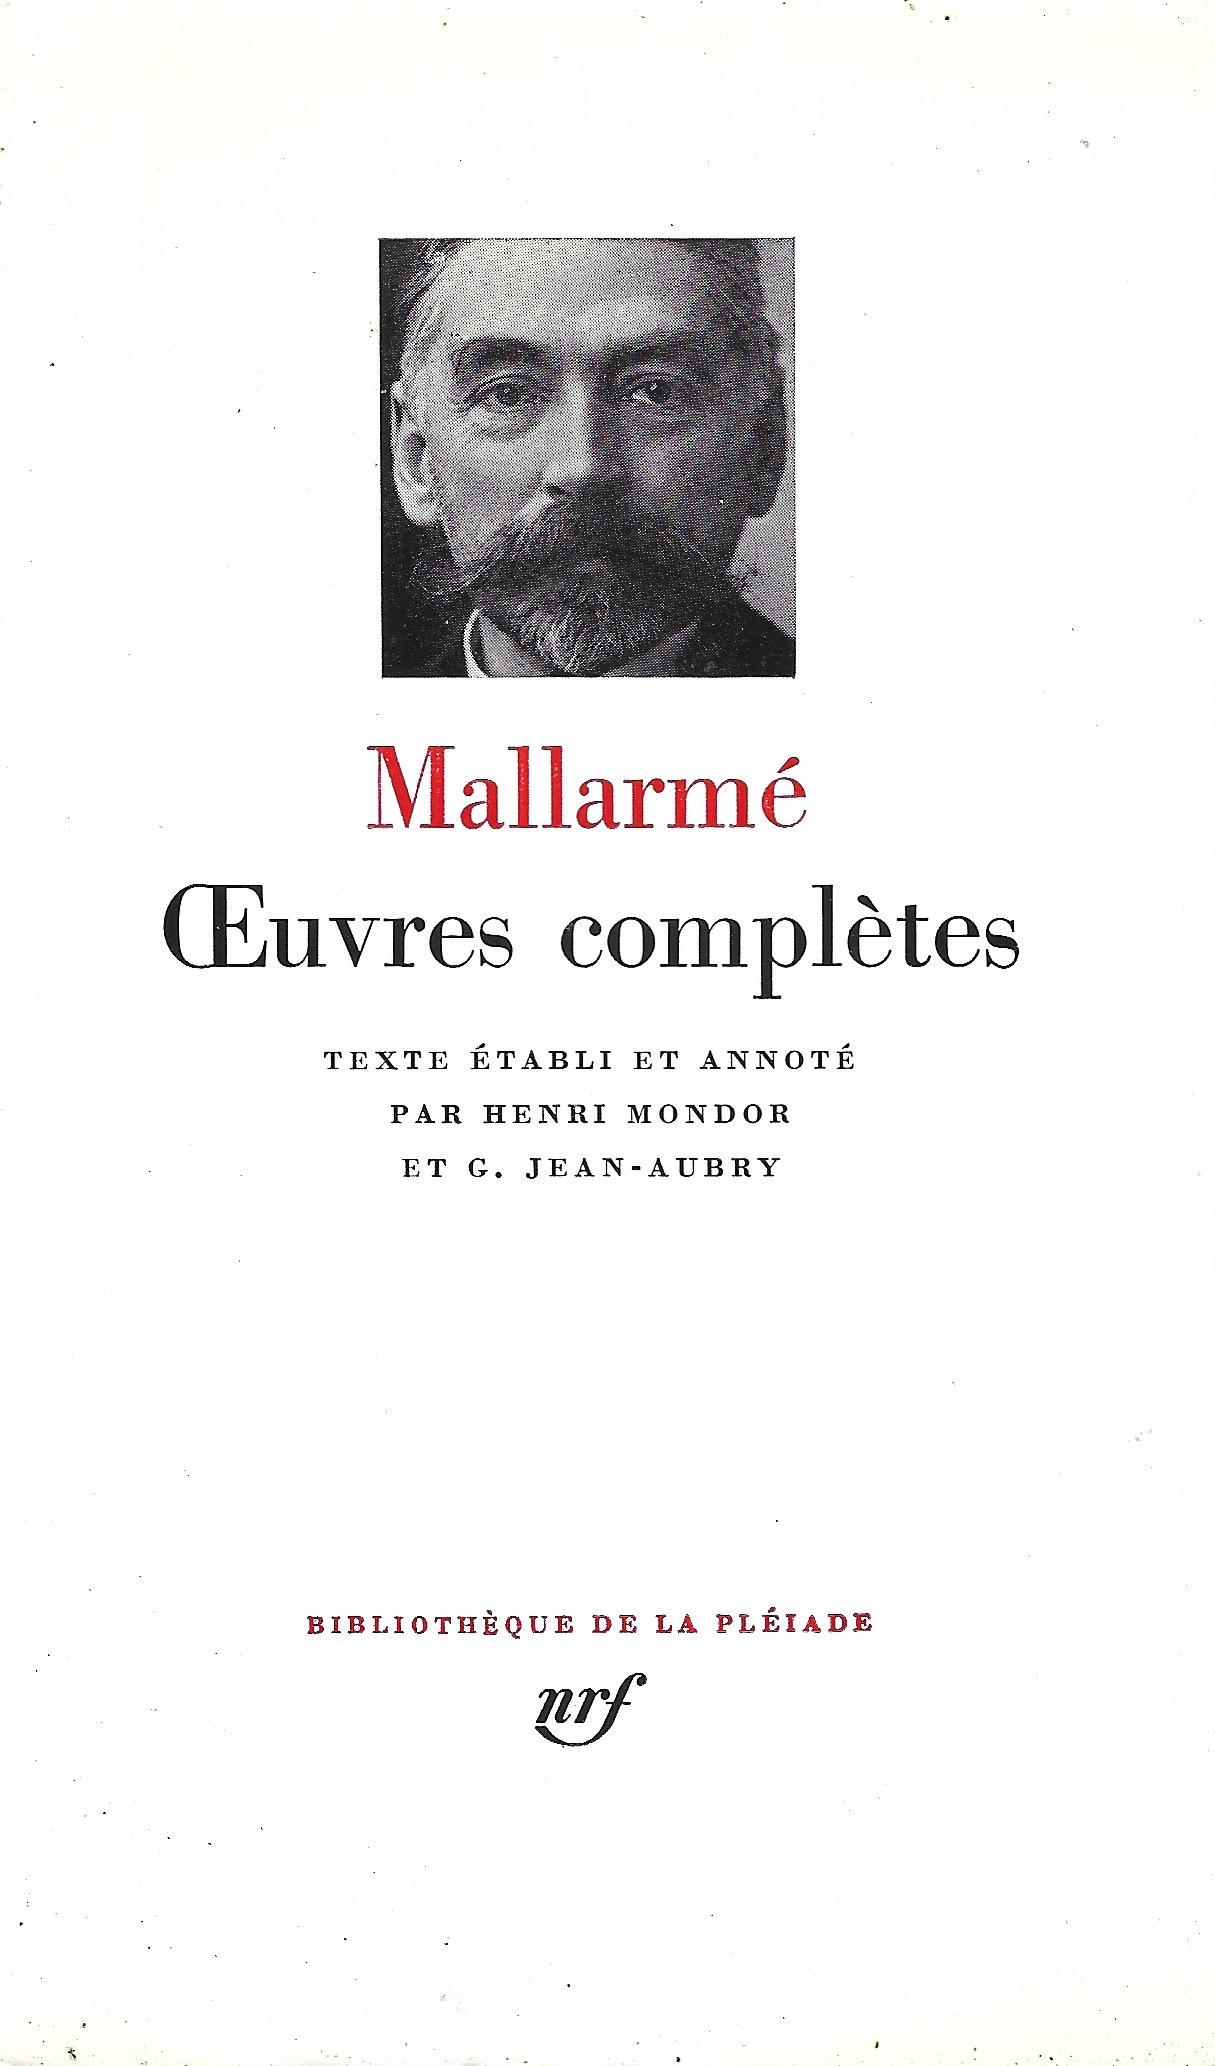 Mallarmé
Œuvres complètes
TEXTE ÉTABLI ET ANNOTÉ
PAR HENRI MONDOR
ET G. JEAN-AUBRY
BIBLIOTHÈQUE DE LA PLÉIADE
nrf